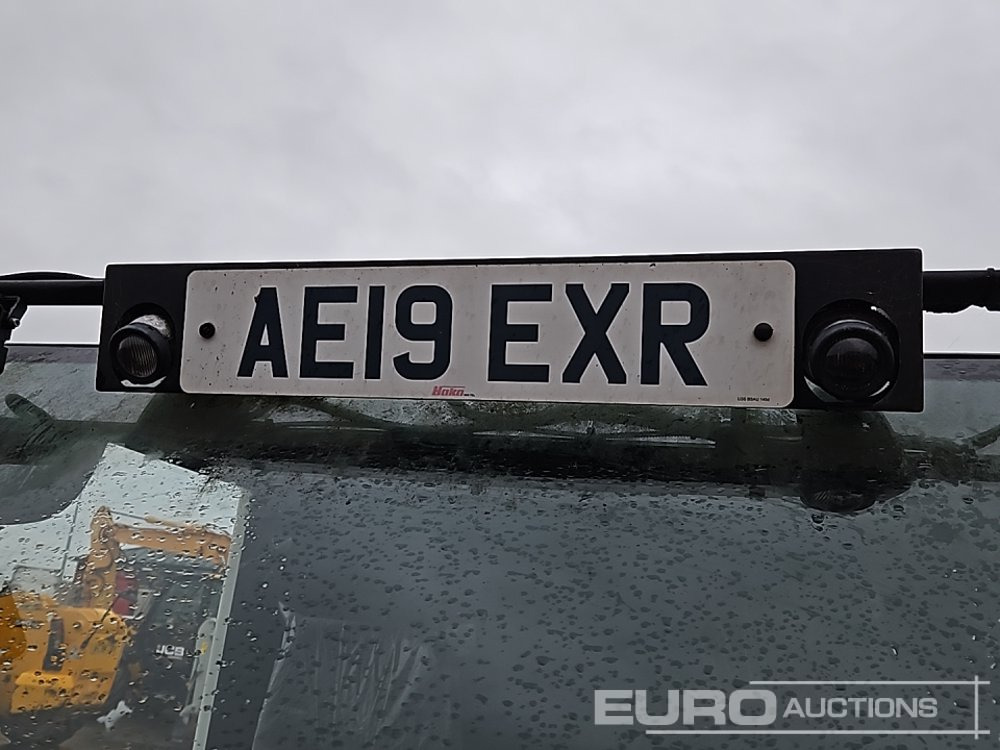 AE19 EXR
Hako
JCB
EURO AUCTIONS